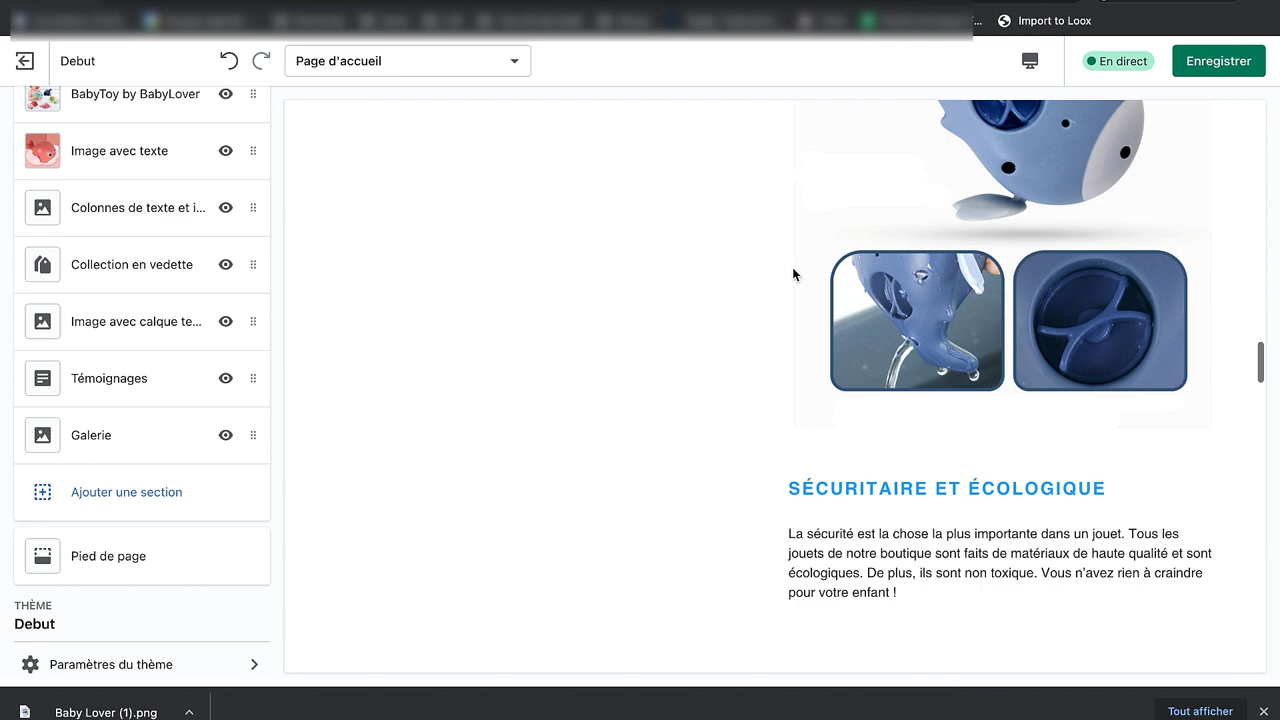 Import to Loox
Debut
Page d'accueil
En direct
Enregistrer
BabyToy by BabyLover
Image avec texte
Colonnes de texte et i...
Collection en vedette
Image avec calque te...
Témoignages
Galerie
Ajouter une section
Pied de page
THÈME
Debut
Paramètres du thème
SÉCURITAIRE ET ÉCOLOGIQUE
La sécurité est la chose la plus importante dans un jouet. Tous les
jouets de notre boutique sont faits de matériaux de haute qualité et sont
écologiques. De plus, ils sont non toxique. Vous n'avez rien à craindre
pour votre enfant !
Baby Lover (1).png
Tout afficher